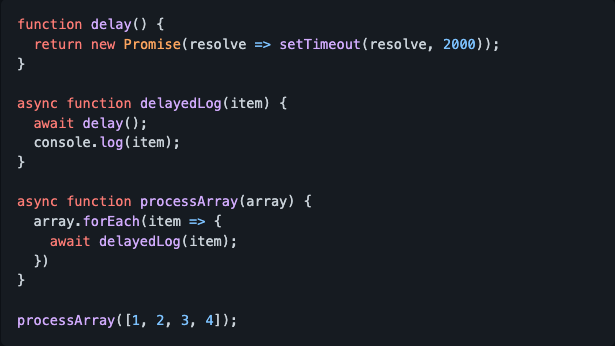 function delay() {
  return new Promise(resolve => setTimeout(resolve, 2000));
}

async function delayedLog(item) {
  await delay();
  console.log(item);
}

async function processArray(array) {
  array.forEach(item => {
    await delayedLog(item);
  })
}

processArray([1, 2, 3, 4]);